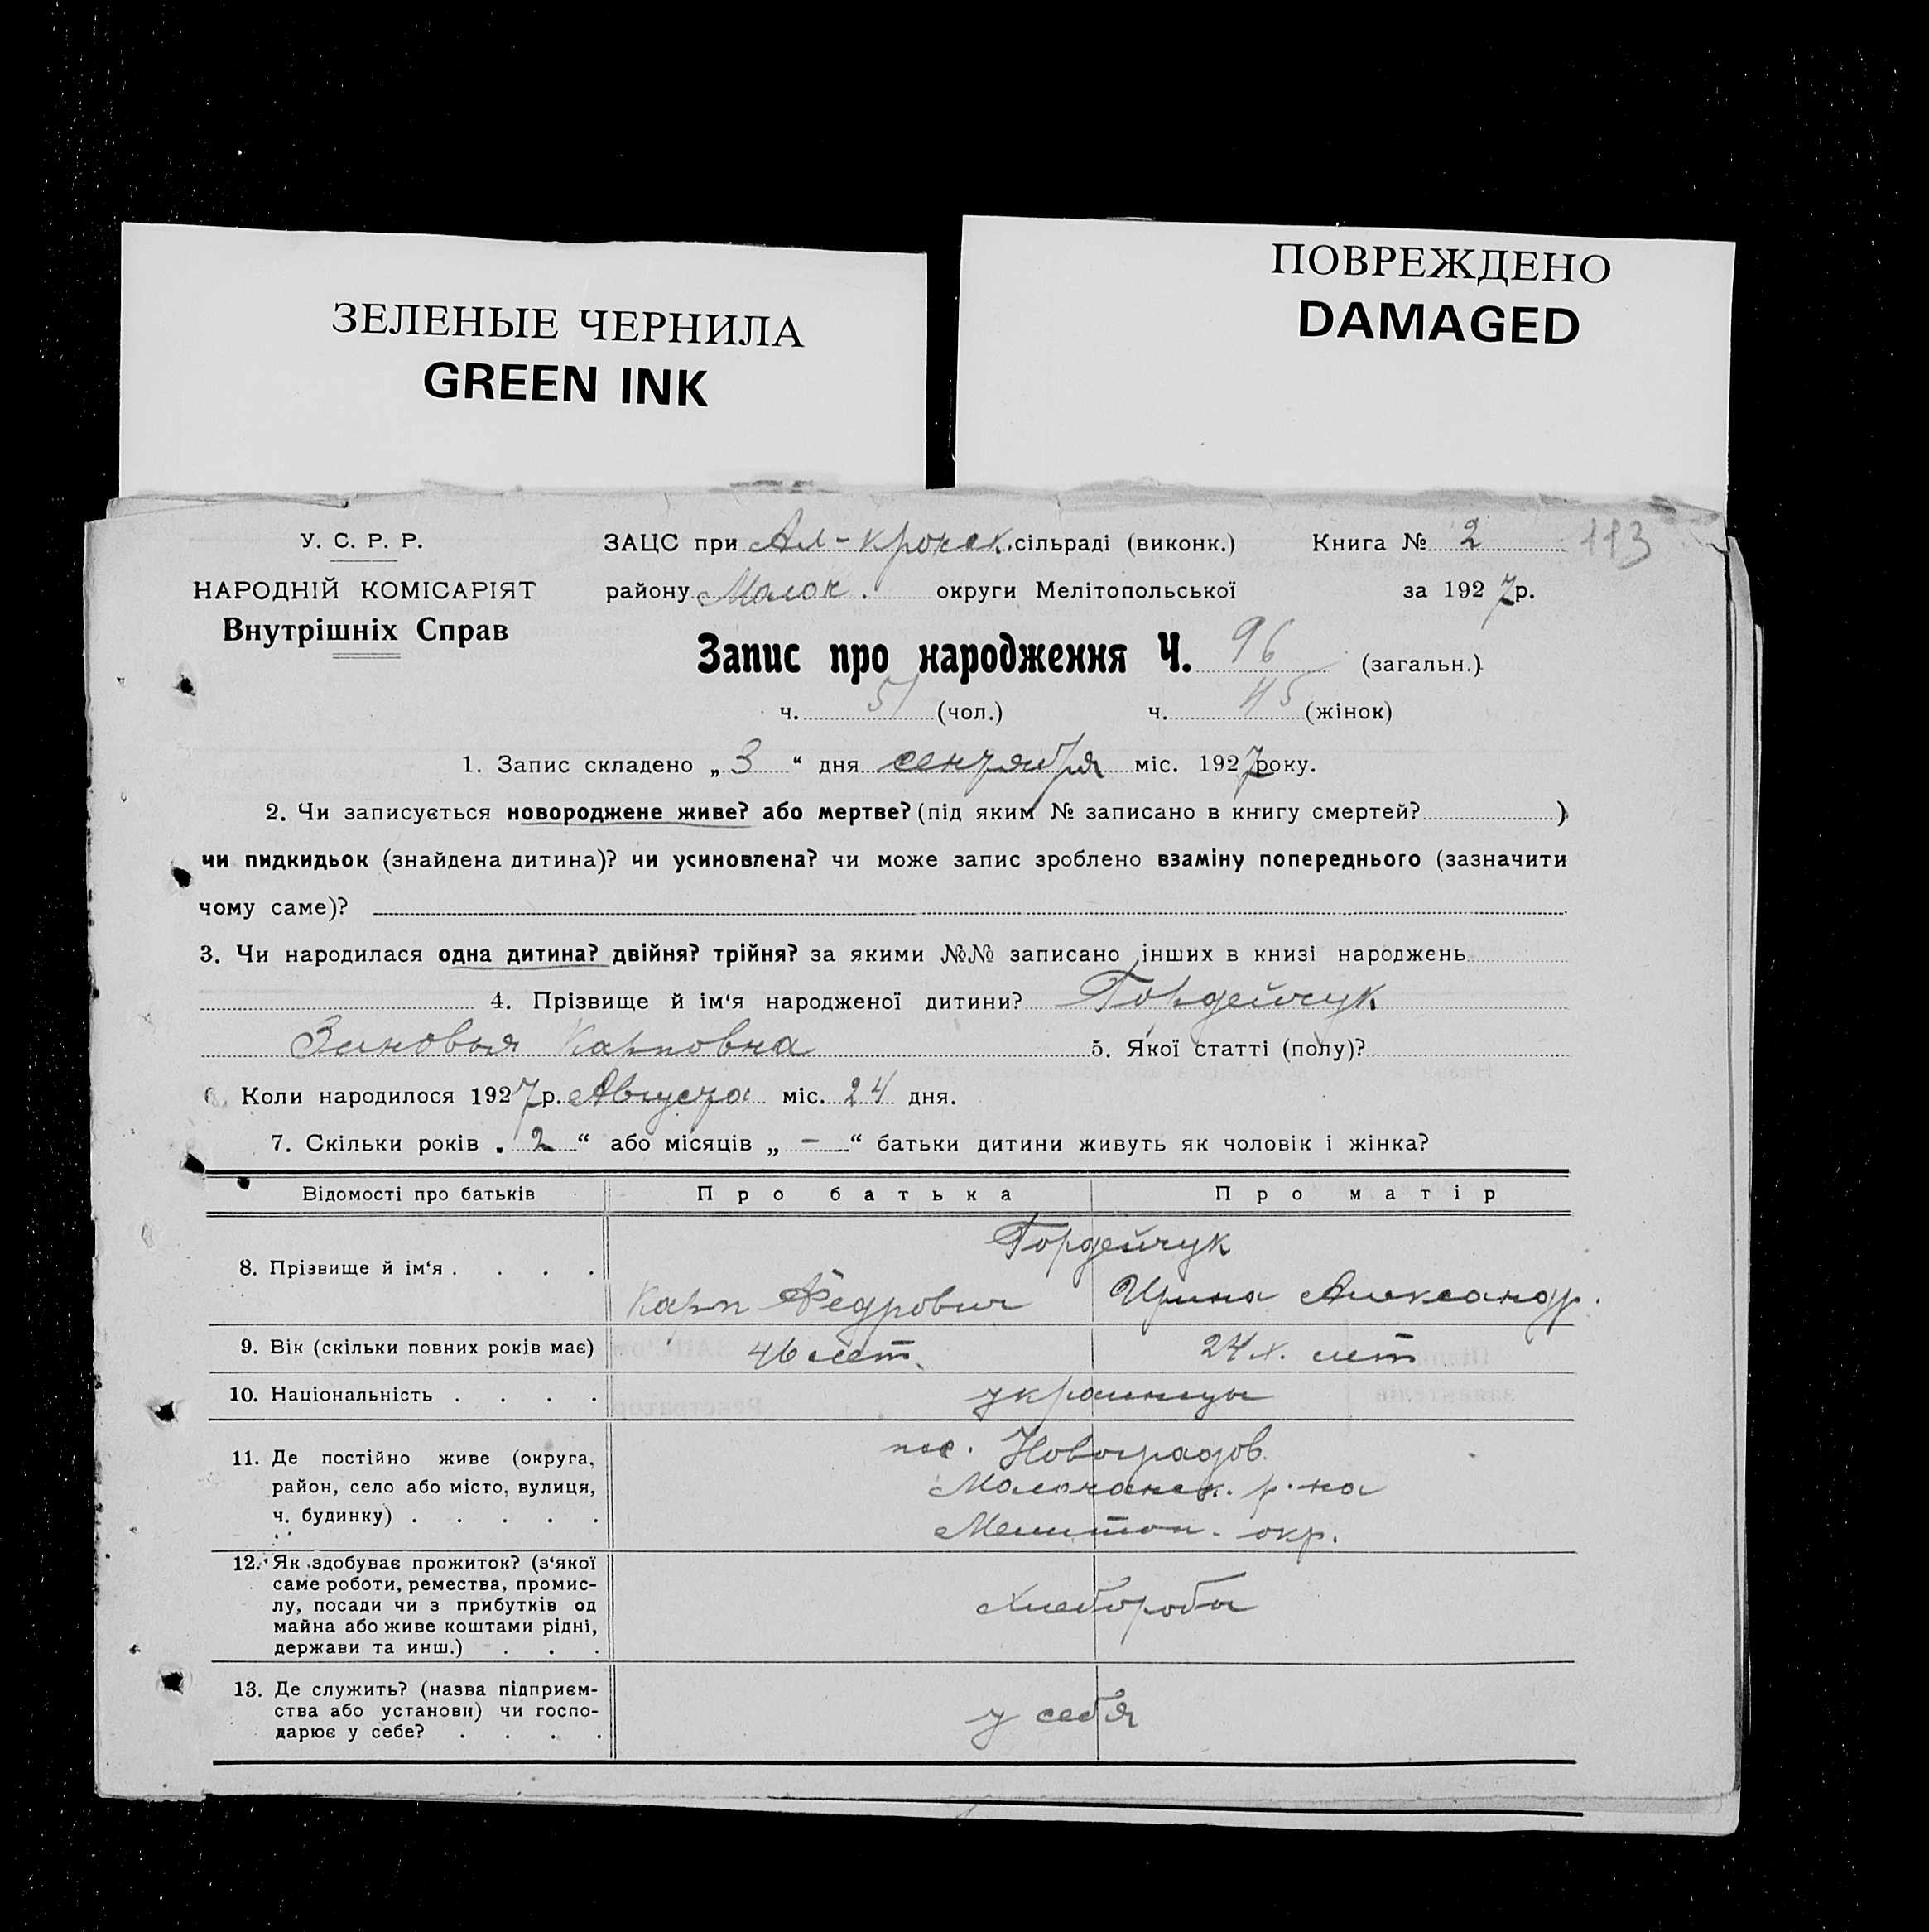 ЗЕЛЕНЫЕ ЧЕРНИЛА
GREEN INK
ПОВРЕЖДЕНО
DAMAGED
У. С. Р. Р.
НАРОДНІЙ КОМІСАРІЯТ
Внутрішніх Справ
ЗАЦС при Ал-кронск. сільраді (виконк.) Книга № 2 113
району Молоч. округи Мелітопольської за 1927р.
Запис про народження Ч. 96 (загальн.)
ч. 51 (чол.) ч. 45 (жінок)
1. Запис складено „ 3 “ дня сентября міс. 1927року.
2. Чи записується новороджене живе? або мертве? (під яким № записано в книгу смертей? )
чи пидкидьок (знайдена дитина)? чи усиновлена? чи може запис зроблено взаміну попереднього (зазначити
чому саме)?
3. Чи народилася одна дитина? двійня? трійня? за якими №№ записано інших в книзі народжень
4. Прізвище й ім‘я народженої дитини? Гордейчук
Зиновья Карповна 5. Якої статті (полу)?
6. Коли народилося 1927р. Августа міс. 24 дня.
7. Скільки років „ 2 “ або місяців „ — “ батьки дитини живуть як чоловік і жінка?
Відомості про батьків Про батька Про матір
Гордейчук
8. Прізвище й ім‘я . . . .
Карп Федрович Ирина Александр.
9. Вік (скільки повних років має) 46 лет. 24 х. лет
10. Національність . . . . украинцы
11. Де постійно живе (округа,
район, село або місто, вулиця,
ч. будинку) . . . . .
пос. Новоградов.
Молочанск. р-на
Мелитоп. окр.
12. Як здобуває прожиток? (з‘якої
саме роботи, ремества, промис-
лу, посади чи з прибутків од
майна або живе коштами рідні,
держави та инш.) . . .
Хлеборобы
13. Де служить? (назва підприєм-
ства або установи) чи госпо-
дарює у себе? . . . .
у себя